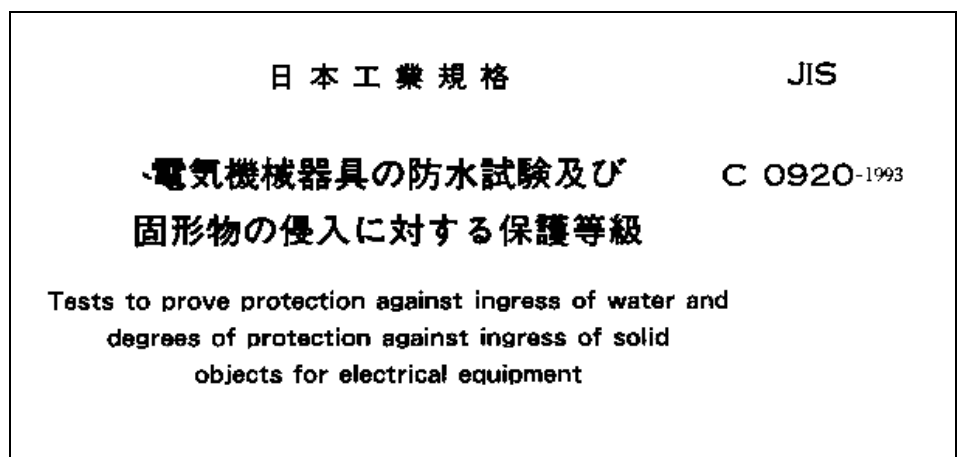 日本工業規格 JIS
電気機械器具の防水試験及び C 0920-1993
固形物の侵入に対する保護等級
Tests to prove protection against ingress of water and
degrees of protection against ingress of solid
objects for electrical equipment